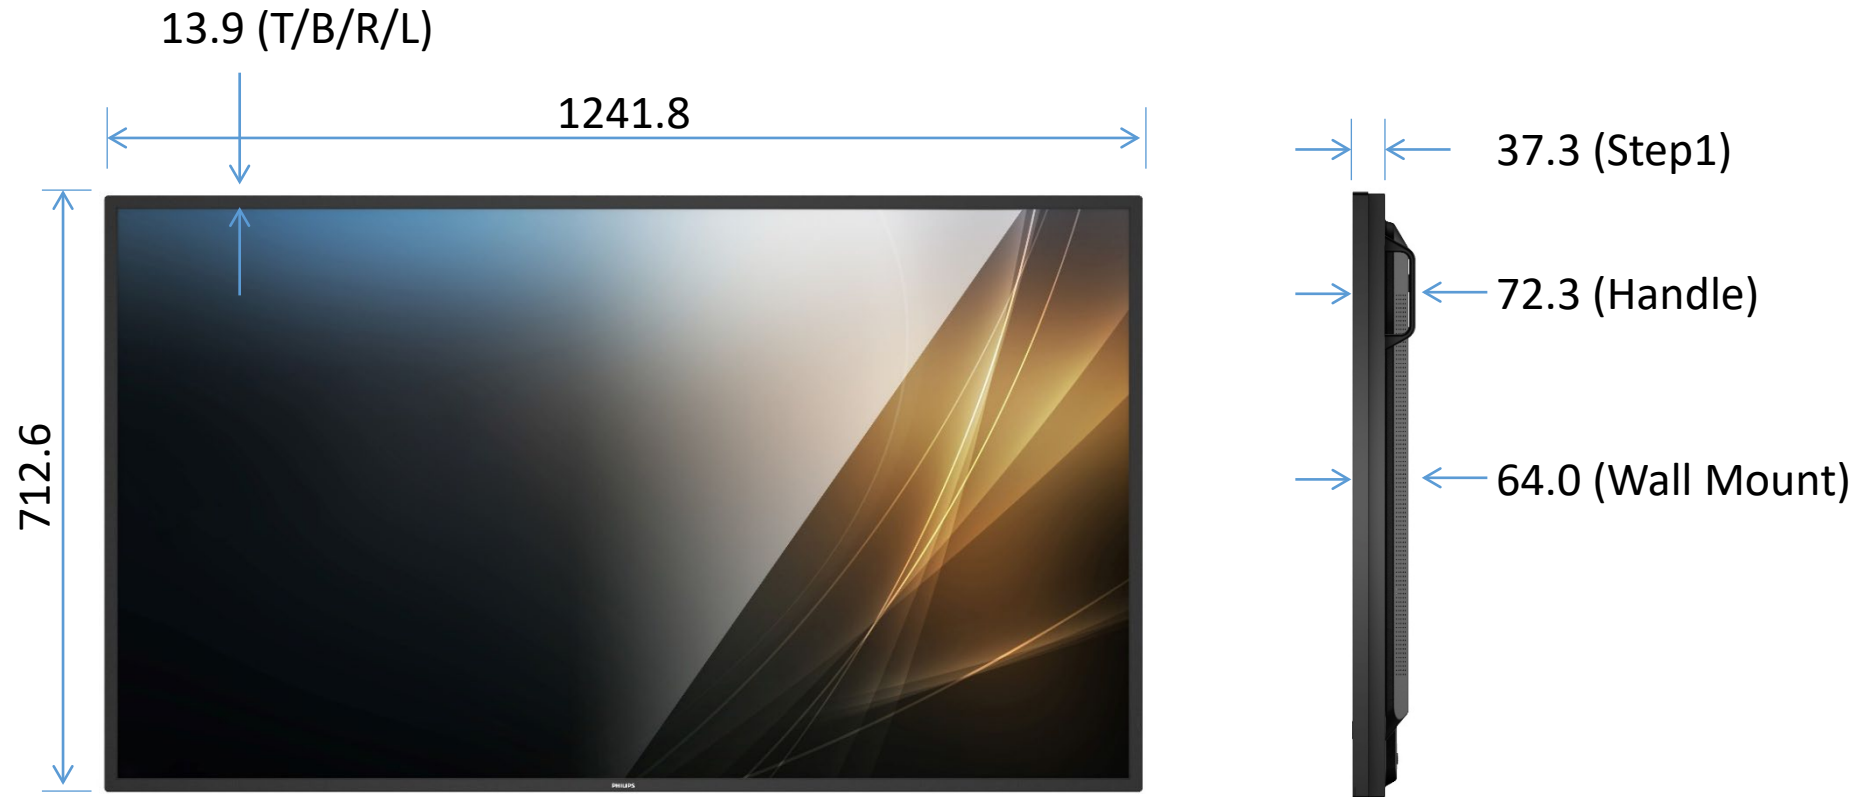 13.9 (T/B/R/L)
1241.8
37.3 (Step1)
72.3 (Handle)
712.6
64.0 (Wall Mount)
PHILIPS